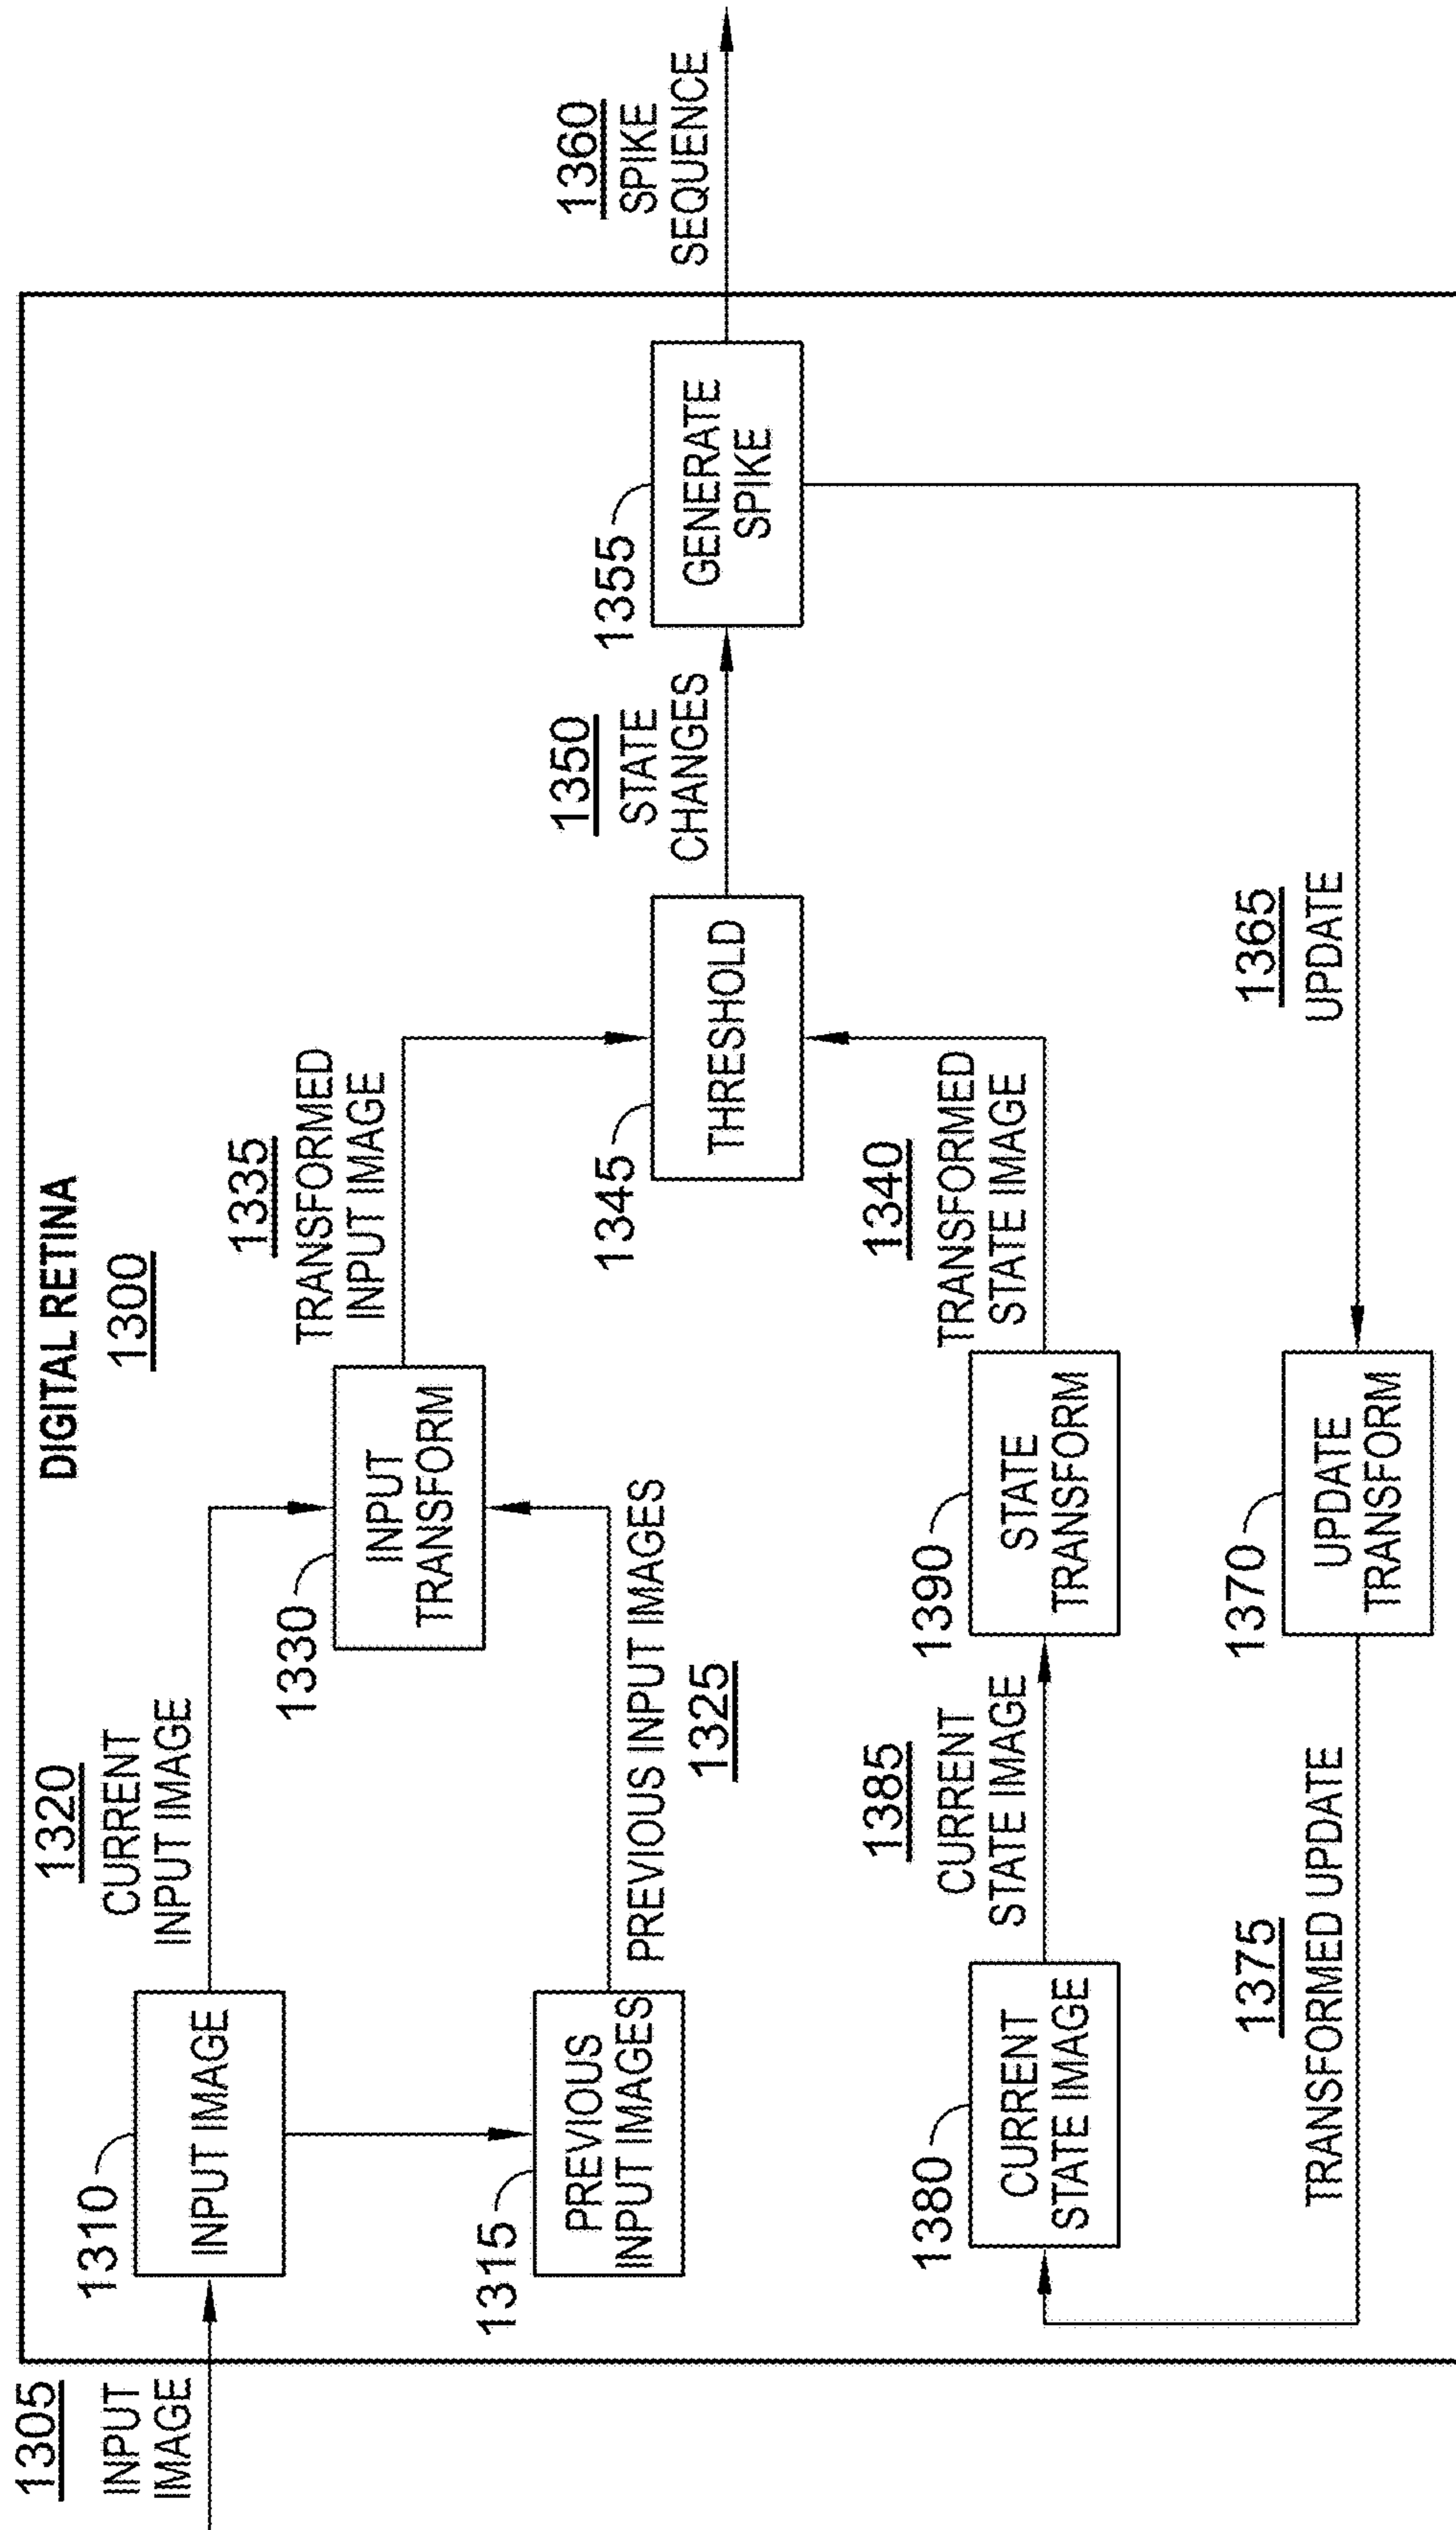 DIGITAL RETINA
1300
1305
INPUT
IMAGE
1310
INPUT IMAGE
1315
PREVIOUS
INPUT IMAGES
1320
CURRENT
INPUT IMAGE
PREVIOUS INPUT IMAGES
1325
1330
INPUT
TRANSFORM
1335
TRANSFORMED
INPUT IMAGE
1345
THRESHOLD
1340
TRANSFORMED
STATE IMAGE
1350
STATE
CHANGES
1355
GENERATE
SPIKE
1360
SPIKE
SEQUENCE
1380
CURRENT
STATE IMAGE
1385
CURRENT
STATE IMAGE
1390
STATE
TRANSFORM
1375
TRANSFORMED UPDATE
1370
UPDATE
TRANSFORM
1365
UPDATE